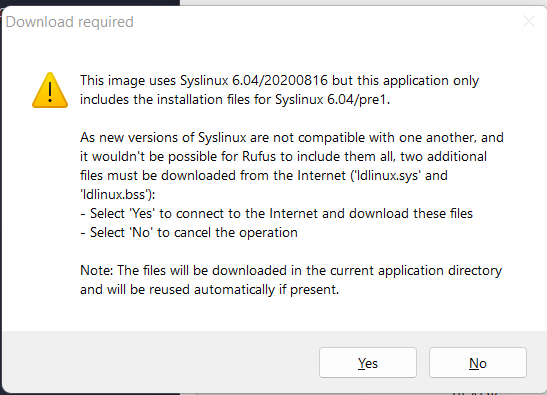 Download required
This image uses Syslinux 6.04/20200816 but this application only
includes the installation files for Syslinux 6.04/pre1.
As new versions of Syslinux are not compatible with one another, and
it wouldn't be possible for Rufus to include them all, two additional
files must be downloaded from the Internet ('ldlinux.sys' and
'ldlinux.bss'):
- Select 'Yes' to connect to the Internet and download these files
- Select 'No' to cancel the operation
Note: The files will be downloaded in the current application directory
and will be reused automatically if present.
Yes
No